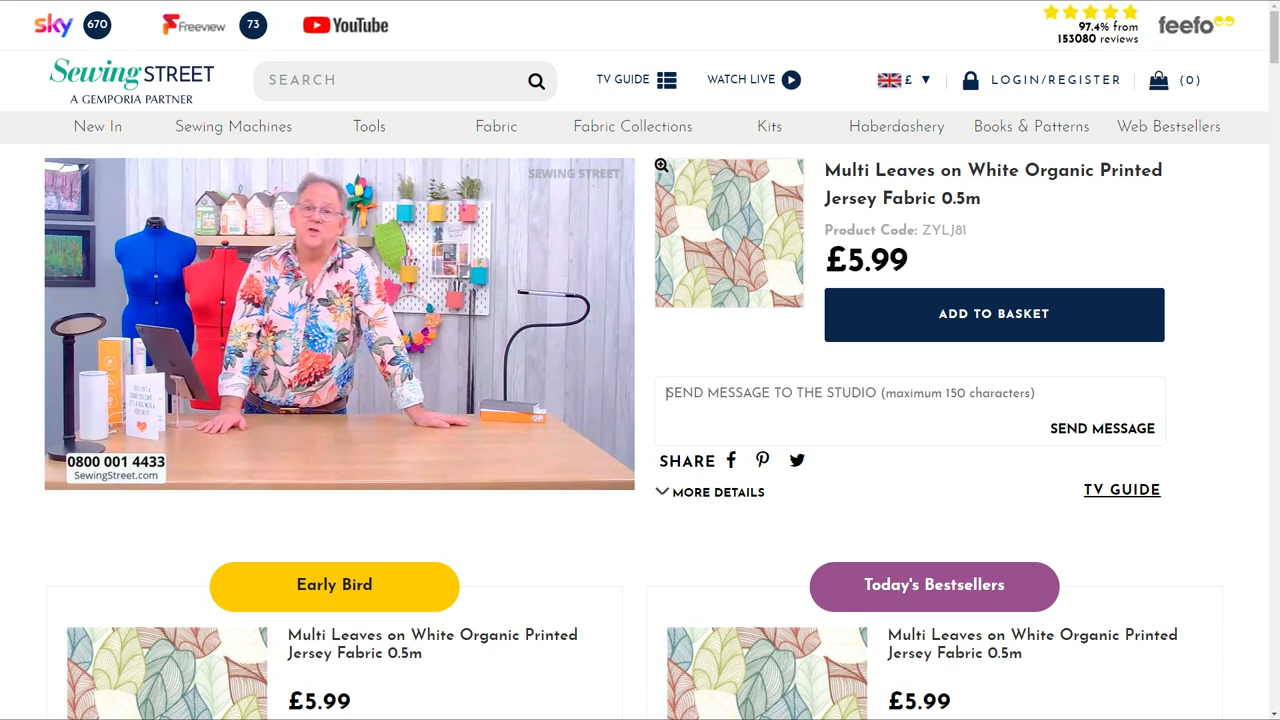 sky 670 Freeview 73 YouTube
97.4% from
153080 reviews
feefo
Sewing STREET
A GEMPORIA PARTNER
SEARCH
TV GUIDE WATCH LIVE £ ▼ LOGIN/REGISTER (0)
New In Sewing Machines Tools Fabric Fabric Collections Kits Haberdashery Books & Patterns Web Bestsellers
SEWING STREET
0800 001 4433
SewingStreet.com
Multi Leaves on White Organic Printed
Jersey Fabric 0.5m
Product Code: ZYLJ81
£5.99
ADD TO BASKET
SEND MESSAGE TO THE STUDIO (maximum 150 characters)
SEND MESSAGE
SHARE
MORE DETAILS
TV GUIDE
Early Bird
Multi Leaves on White Organic Printed
Jersey Fabric 0.5m
£5.99
Today's Bestsellers
Multi Leaves on White Organic Printed
Jersey Fabric 0.5m
£5.99